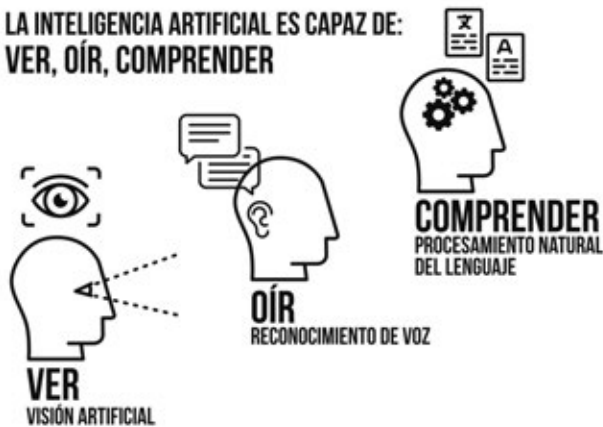 LA INTELIGENCIA ARTIFICIAL ES CAPAZ DE:
VER, OÍR, COMPRENDER
文
A
COMPRENDER
PROCESAMIENTO NATURAL
DEL LENGUAJE
OÍR
RECONOCIMIENTO DE VOZ
VER
VISIÓN ARTIFICIAL